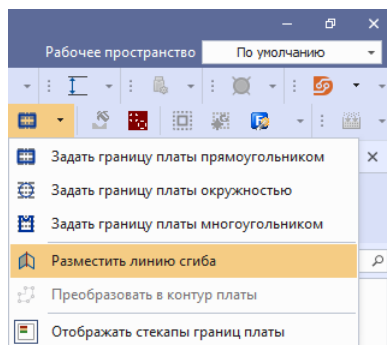 Рабочее пространство По умолчанию
Задать границу платы прямоугольником
Задать границу платы окружностью
Задать границу платы многоугольником
Разместить линию сгиба
Преобразовать в контур платы
Отображать стекапы границ платы